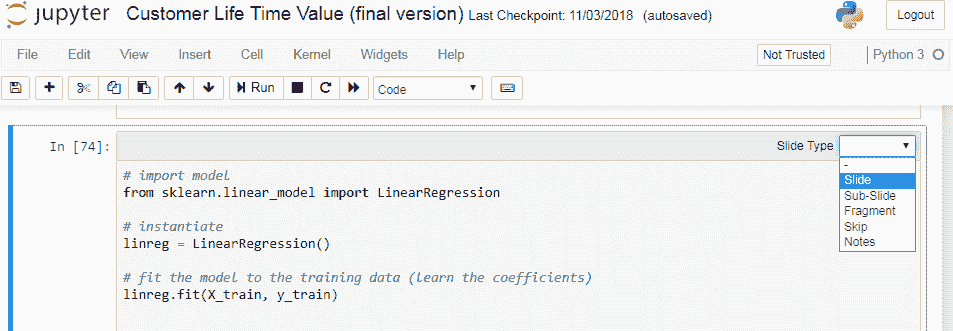 jupyter Customer Life Time Value (final version) Last Checkpoint: 11/03/2018 (autosaved) Logout
File Edit View Insert Cell Kernel Widgets Help Not Trusted Python 3
Run Code
In [74]: Slide Type
-
Slide
Sub-Slide
Fragment
Skip
Notes
# import model
from sklearn.linear_model import LinearRegression
# instantiate
linreg = LinearRegression()
# fit the model to the training data (learn the coefficients)
linreg.fit(X_train, y_train)